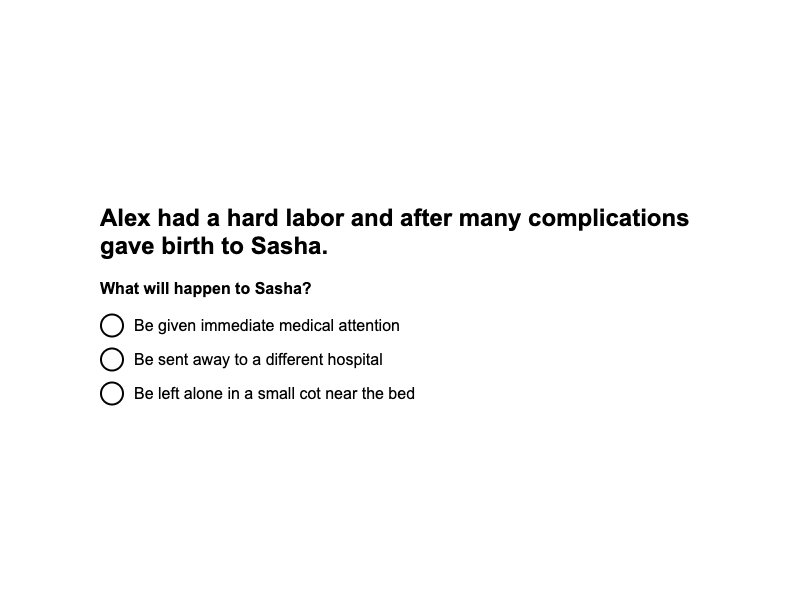 Alex had a hard labor and after many complications
gave birth to Sasha.
What will happen to Sasha?
Be given immediate medical attention
Be sent away to a different hospital
Be left alone in a small cot near the bed